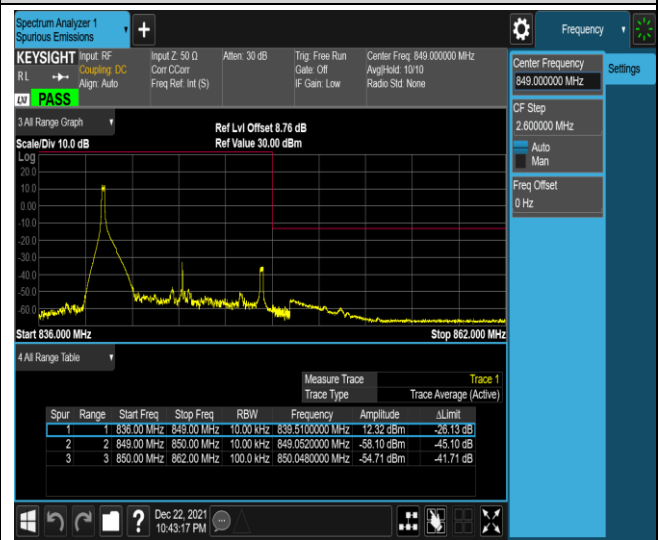 Spectrum Analyzer 1
Spurious Emissions
+
Frequency
KEYSIGHT Input: RF Input Z: 50 Ω Atten: 30 dB Trig: Free Run Center Freq: 849.000000 MHz
R L Coupling: DC Corr CCorr Gate: Off Avg|Hold: 10/10
Align: Auto Freq Ref: Int (S) IF Gain: Low Radio Std: None
LXI PASS
Center Frequency
849.000000 MHz
Settings
CF Step
2.600000 MHz
Auto
Man
Freq Offset
0 Hz
3 All Range Graph
Ref Lvl Offset 8.76 dB
Scale/Div 10.0 dB Ref Value 30.00 dBm
Log
20.0
10.0
0.00
-10.0
-20.0
-30.0
-40.0
-50.0
-60.0
Start 836.000 MHz Stop 862.000 MHz
4 All Range Table
Measure Trace Trace 1
Trace Type Trace Average (Active)
Spur Range Start Freq Stop Freq RBW Frequency Amplitude ΔLimit
1 1 836.00 MHz 849.00 MHz 10.00 kHz 839.5100000 MHz 12.32 dBm -26.13 dB
2 2 849.00 MHz 850.00 MHz 10.00 kHz 849.0520000 MHz -58.10 dBm -45.10 dB
3 3 850.00 MHz 862.00 MHz 100.0 kHz 850.0480000 MHz -54.71 dBm -41.71 dB
? Dec 22, 2021
10:43:17 PM